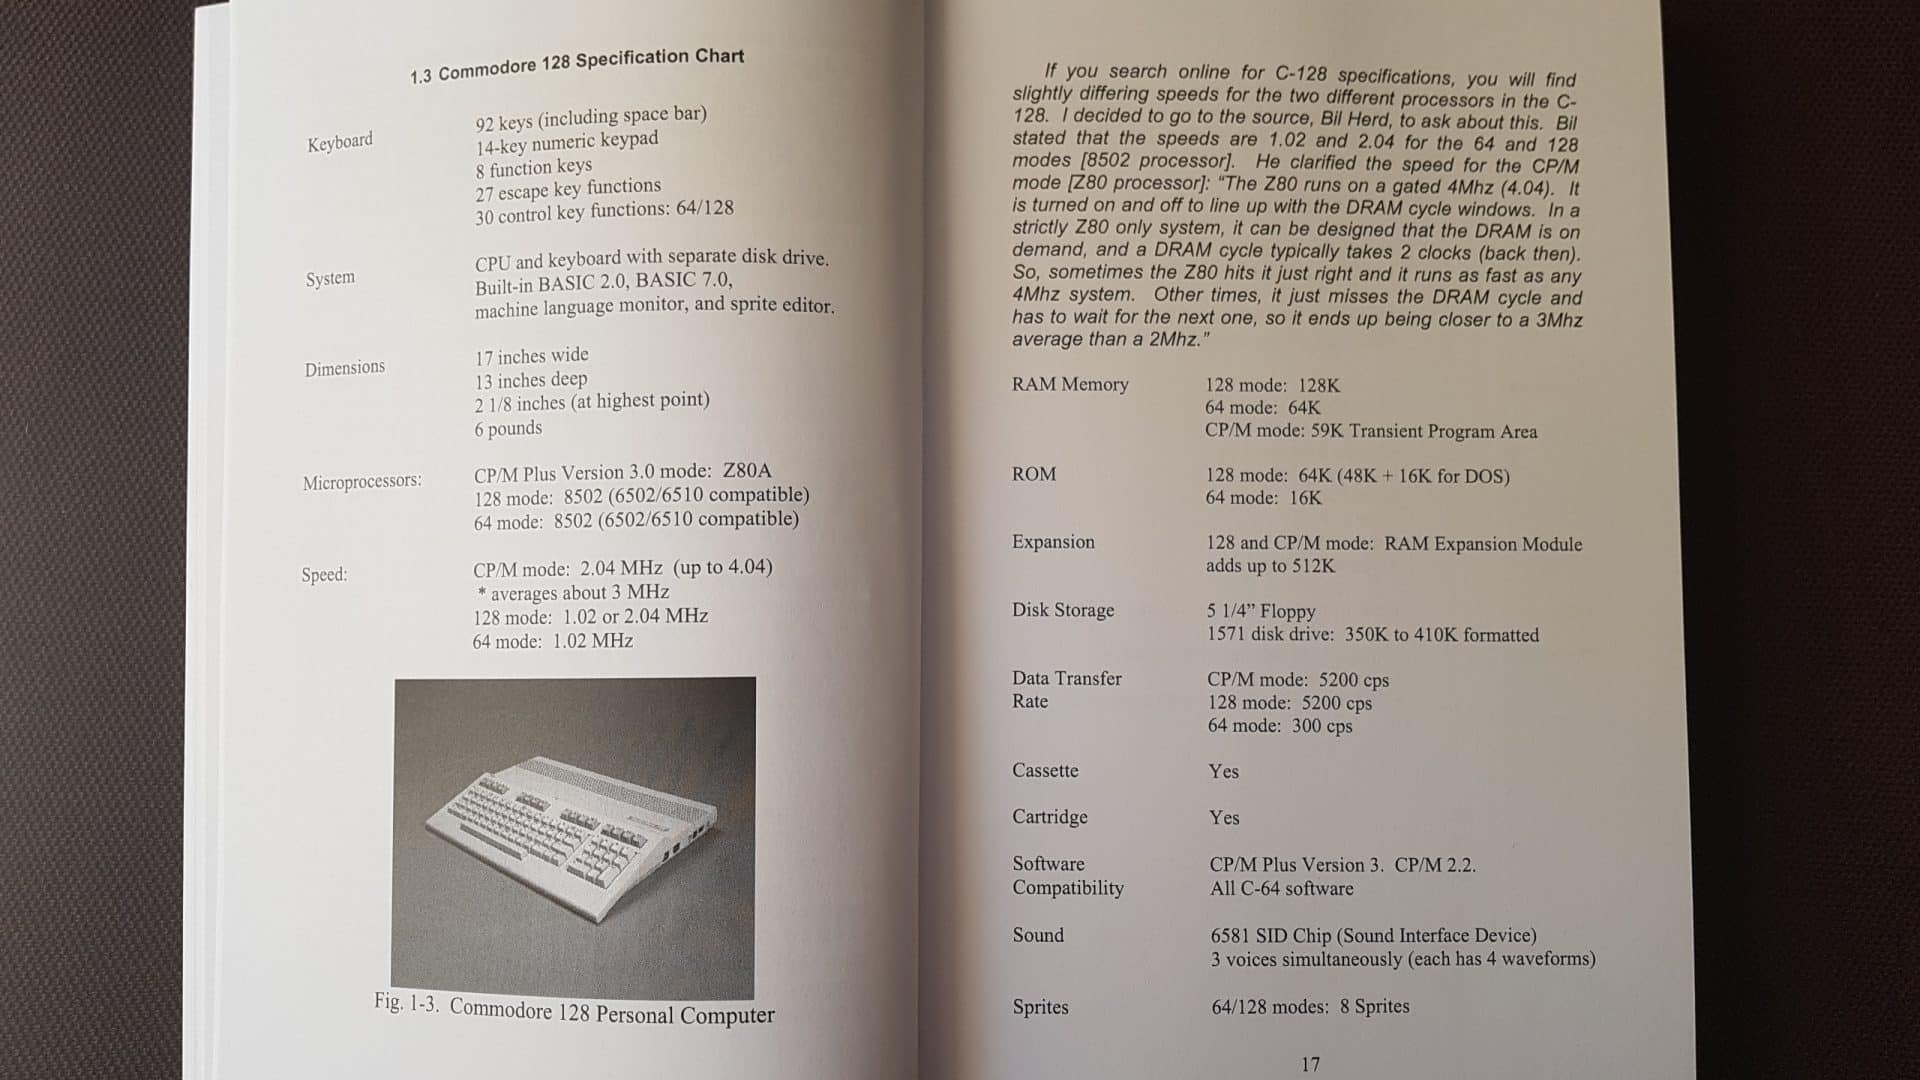 1.3 Commodore 128 Specification Chart
Keyboard
92 keys (including space bar)
14-key numeric keypad
8 function keys
27 escape key functions
30 control key functions: 64/128
System
CPU and keyboard with separate disk drive.
Built-in BASIC 2.0, BASIC 7.0,
machine language monitor, and sprite editor.
Dimensions
17 inches wide
13 inches deep
2 1/8 inches (at highest point)
6 pounds
Microprocessors:
CP/M Plus Version 3.0 mode: Z80A
128 mode: 8502 (6502/6510 compatible)
64 mode: 8502 (6502/6510 compatible)
Speed:
CP/M mode: 2.04 MHz (up to 4.04)
* averages about 3 MHz
128 mode: 1.02 or 2.04 MHz
64 mode: 1.02 MHz
Fig. 1-3. Commodore 128 Personal Computer
If you search online for C-128 specifications, you will find
slightly differing speeds for the two different processors in the C-
128. I decided to go to the source, Bil Herd, to ask about this. Bil
stated that the speeds are 1.02 and 2.04 for the 64 and 128
modes [8502 processor]. He clarified the speed for the CP/M
mode [Z80 processor]: “The Z80 runs on a gated 4Mhz (4.04). It
is turned on and off to line up with the DRAM cycle windows. In a
strictly Z80 only system, it can be designed that the DRAM is on
demand, and a DRAM cycle typically takes 2 clocks (back then).
So, sometimes the Z80 hits it just right and it runs as fast as any
4Mhz system. Other times, it just misses the DRAM cycle and
has to wait for the next one, so it ends up being closer to a 3Mhz
average than a 2Mhz.”
RAM Memory
128 mode: 128K
64 mode: 64K
CP/M mode: 59K Transient Program Area
ROM
128 mode: 64K (48K + 16K for DOS)
64 mode: 16K
Expansion
128 and CP/M mode: RAM Expansion Module
adds up to 512K
Disk Storage
5 1/4” Floppy
1571 disk drive: 350K to 410K formatted
Data Transfer
Rate
CP/M mode: 5200 cps
128 mode: 5200 cps
64 mode: 300 cps
Cassette
Yes
Cartridge
Yes
Software
Compatibility
CP/M Plus Version 3. CP/M 2.2.
All C-64 software
Sound
6581 SID Chip (Sound Interface Device)
3 voices simultaneously (each has 4 waveforms)
Sprites
64/128 modes: 8 Sprites
17